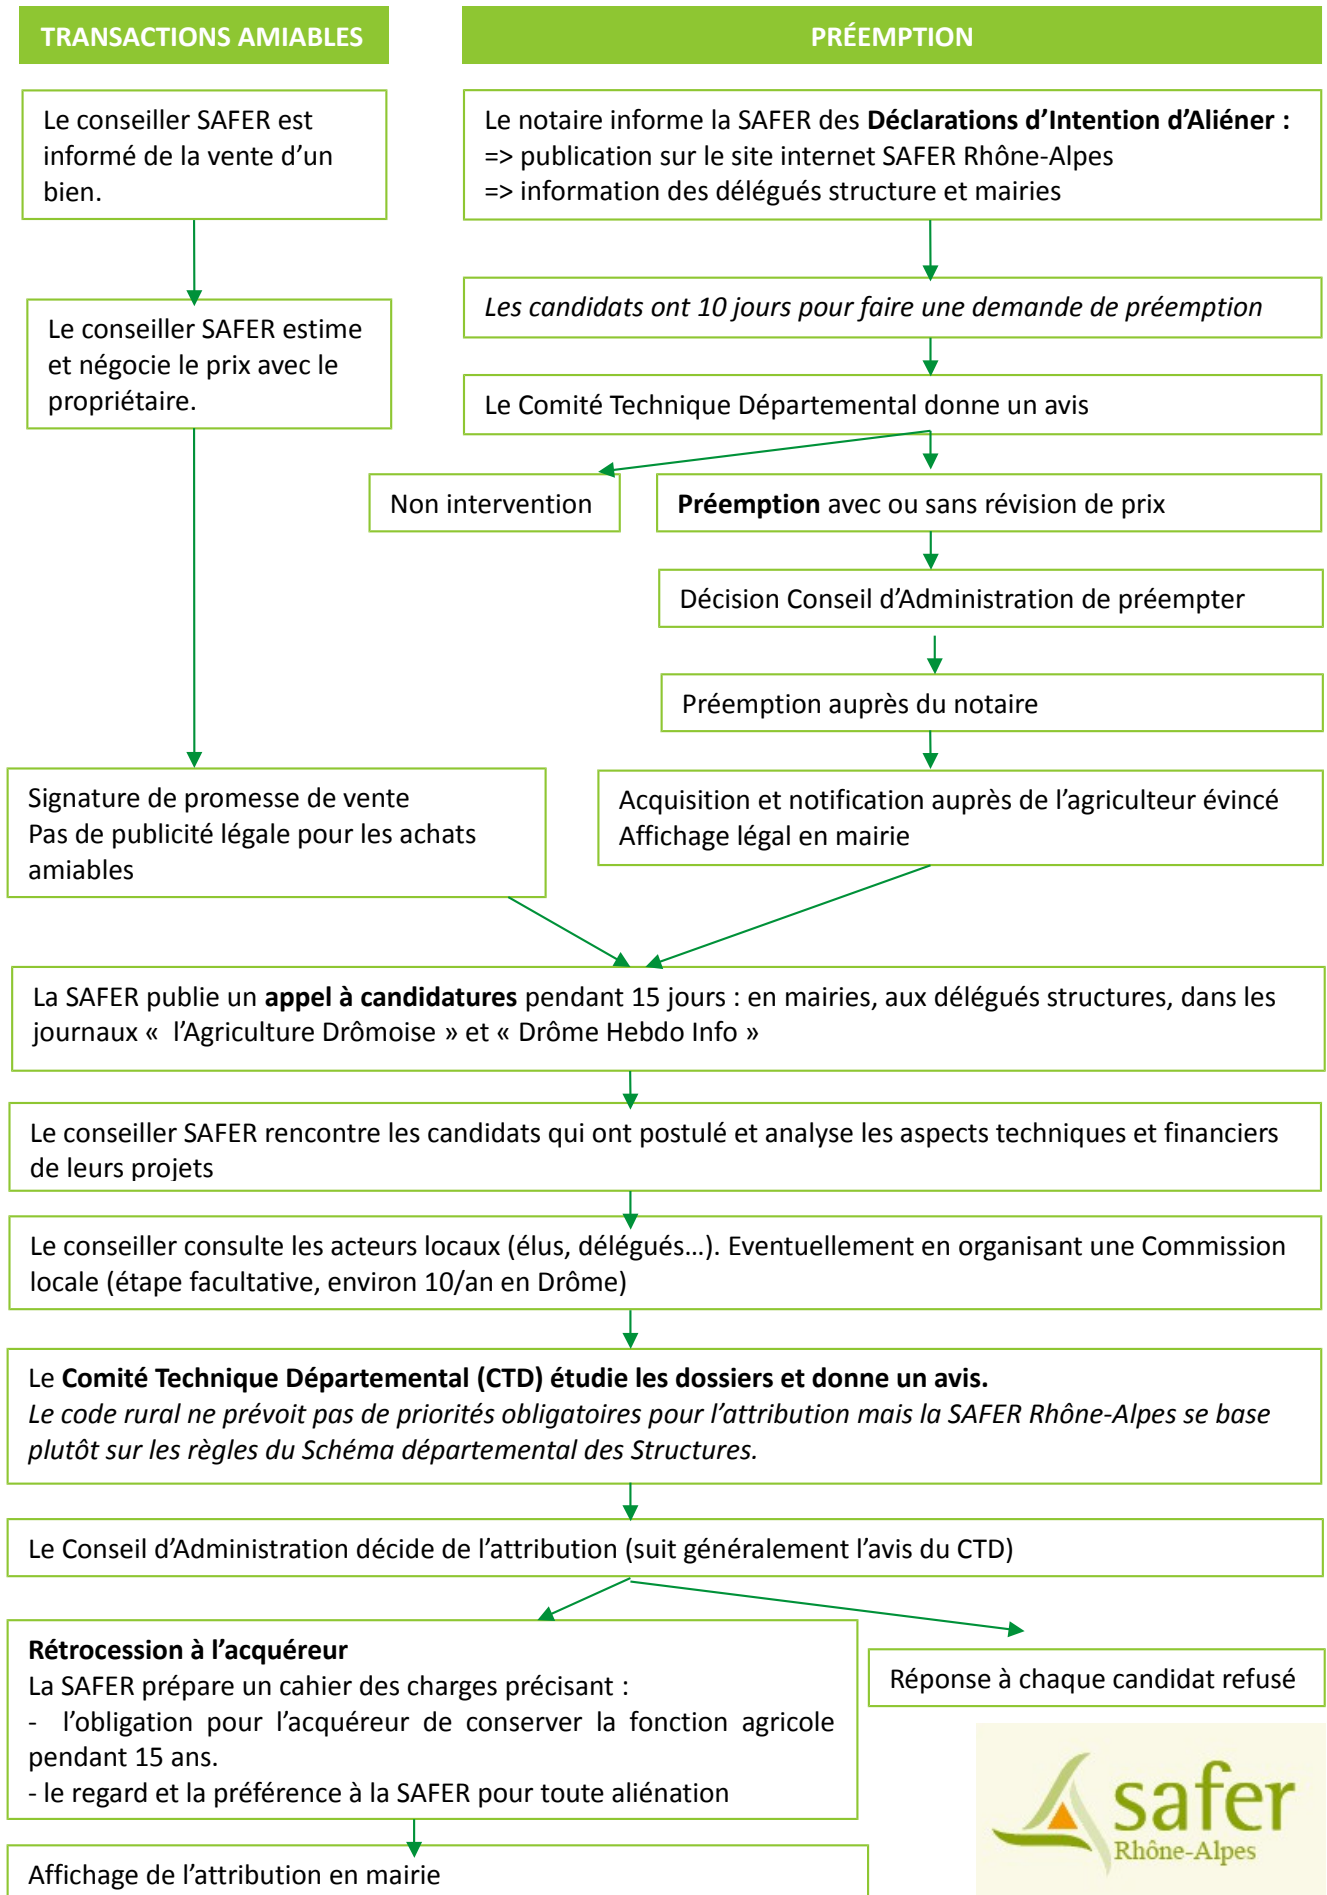 TRANSACTIONS AMIABLES
PRÉEMPTION
Le conseiller SAFER est
informé de la vente d’un
bien.
Le notaire informe la SAFER des Déclarations d’Intention d’Aliéner :
=> publication sur le site internet SAFER Rhône-Alpes
=> information des délégués structure et mairies
Les candidats ont 10 jours pour faire une demande de préemption
Le conseiller SAFER estime
et négocie le prix avec le
propriétaire.
Le Comité Technique Départemental donne un avis
Non intervention
Préemption avec ou sans révision de prix
Décision Conseil d’Administration de préempter
Préemption auprès du notaire
Signature de promesse de vente
Pas de publicité légale pour les achats
amiables
Acquisition et notification auprès de l’agriculteur évincé
Affichage légal en mairie
La SAFER publie un appel à candidatures pendant 15 jours : en mairies, aux délégués structures, dans les
journaux « l’Agriculture Drômoise » et « Drôme Hebdo Info »
Le conseiller SAFER rencontre les candidats qui ont postulé et analyse les aspects techniques et financiers
de leurs projets
Le conseiller consulte les acteurs locaux (élus, délégués…). Eventuellement en organisant une Commission
locale (étape facultative, environ 10/an en Drôme)
Le Comité Technique Départemental (CTD) étudie les dossiers et donne un avis.
Le code rural ne prévoit pas de priorités obligatoires pour l’attribution mais la SAFER Rhône-Alpes se base
plutôt sur les règles du Schéma départemental des Structures.
Le Conseil d’Administration décide de l’attribution (suit généralement l’avis du CTD)
Rétrocession à l’acquéreur
La SAFER prépare un cahier des charges précisant :
- l’obligation pour l’acquéreur de conserver la fonction agricole
pendant 15 ans.
- le regard et la préférence à la SAFER pour toute aliénation
Réponse à chaque candidat refusé
safer
Rhône-Alpes
Affichage de l’attribution en mairie